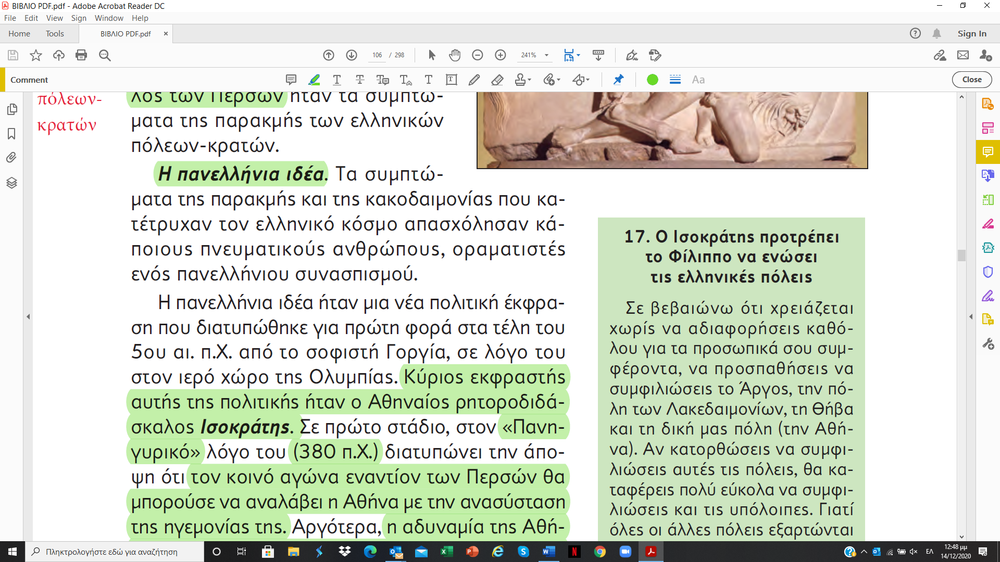 ΒΙΒΛΙΟ PDF.pdf - Adobe Acrobat Reader DC
File Edit View Sign Window Help
Home Tools ΒΙΒΛΙΟ PDF.pdf × Sign In
106 / 298 241%
Comment Aa Close
πόλεων-
κρατών
λος των Περσών ήταν τα συμπτώ-
ματα της παρακμής των ελληνικών
πόλεων-κρατών.
Η πανελλήνια ιδέα. Τα συμπτώ-
ματα της παρακμής και της κακοδαιμονίας που κα-
τέτρυχαν τον ελληνικό κόσμο απασχόλησαν κά-
ποιους πνευματικούς ανθρώπους, οραματιστές
ενός πανελλήνιου συνασπισμού.
Η πανελλήνια ιδέα ήταν μια νέα πολιτική έκφρα-
ση που διατυπώθηκε για πρώτη φορά στα τέλη του
5ου αι. π.Χ. από το σοφιστή Γοργία, σε λόγο του
στον ιερό χώρο της Ολυμπίας. Κύριος εκφραστής
αυτής της πολιτικής ήταν ο Αθηναίος ρητοροδιδά-
σκαλος Ισοκράτης. Σε πρώτο στάδιο, στον «Πανη-
γυρικό» λόγο του (380 π.Χ.) διατυπώνει την άπο-
ψη ότι τον κοινό αγώνα εναντίον των Περσών θα
μπορούσε να αναλάβει η Αθήνα με την ανασύσταση
της ηγεμονίας της. Αργότερα, η αδυναμία της Αθή-
17. Ο Ισοκράτης προτρέπει
το Φίλιππο να ενώσει
τις ελληνικές πόλεις
Σε βεβαιώνω ότι χρειάζεται
χωρίς να αδιαφορήσεις καθό-
λου για τα προσωπικά σου συμ-
φέροντα, να προσπαθήσεις να
συμφιλιώσεις το Άργος, την πό-
λη των Λακεδαιμονίων, τη Θήβα
και τη δική μας πόλη (την Αθή-
να). Αν κατορθώσεις να συμφι-
λιώσεις αυτές τις πόλεις, θα κα-
ταφέρεις πολύ εύκολα να συμφι-
λιώσεις και τις υπόλοιπες. Γιατί
όλες οι άλλες πόλεις εξαρτώνται
Πληκτρολογήστε εδώ για αναζήτηση
ΕΛ
12:48 μμ
14/12/2020